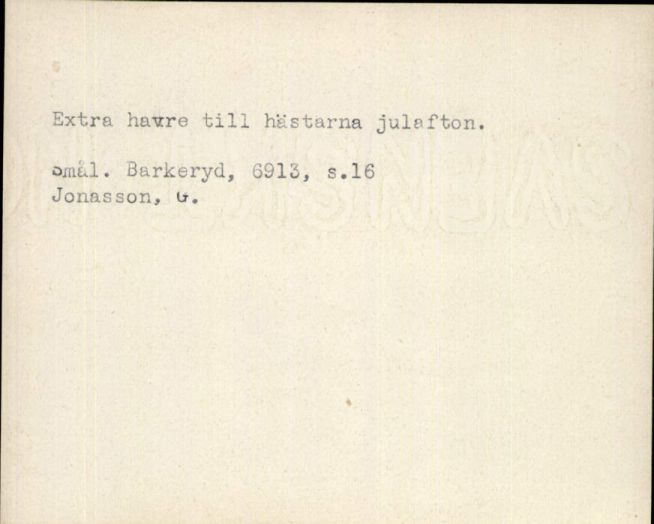 Extra havre till hästarna julafton.
Smål. Barkeryd, 6913, s.16
Jonasson, G.